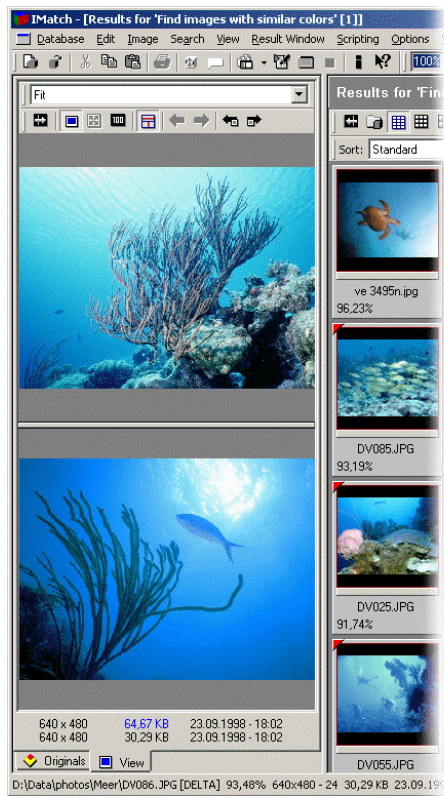 IMatch - [Results for 'Find images with similar colors' [1]]
Database Edit Image Search View Result Window Scripting Options
100%
Fit
100
Results for 'Fin
Sort: Standard
ve 3495n.jpg
96,23%
DV085.JPG
93,19%
DV025.JPG
91,74%
DV055.JPG
640 x 480 64,67 KB 23.09.1998 - 18:02
640 x 480 30,29 KB 23.09.1998 - 18:02
Originals View
D:\Data\photos\Meer\DV086.JPG [DELTA] 93,48% 640x480 - 24 30,29 KB 23.09.19